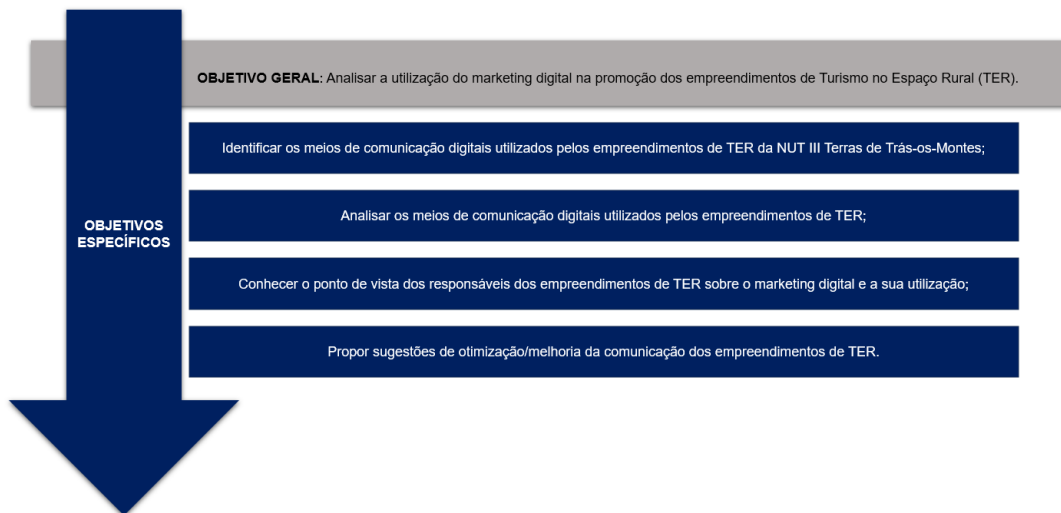 OBJETIVO GERAL: Analisar a utilização do marketing digital na promoção dos empreendimentos de Turismo no Espaço Rural (TER).
OBJETIVOS
ESPECÍFICOS
Identificar os meios de comunicação digitais utilizados pelos empreendimentos de TER da NUT III Terras de Trás-os-Montes;
Analisar os meios de comunicação digitais utilizados pelos empreendimentos de TER;
Conhecer o ponto de vista dos responsáveis dos empreendimentos de TER sobre o marketing digital e a sua utilização;
Propor sugestões de otimização/melhoria da comunicação dos empreendimentos de TER.